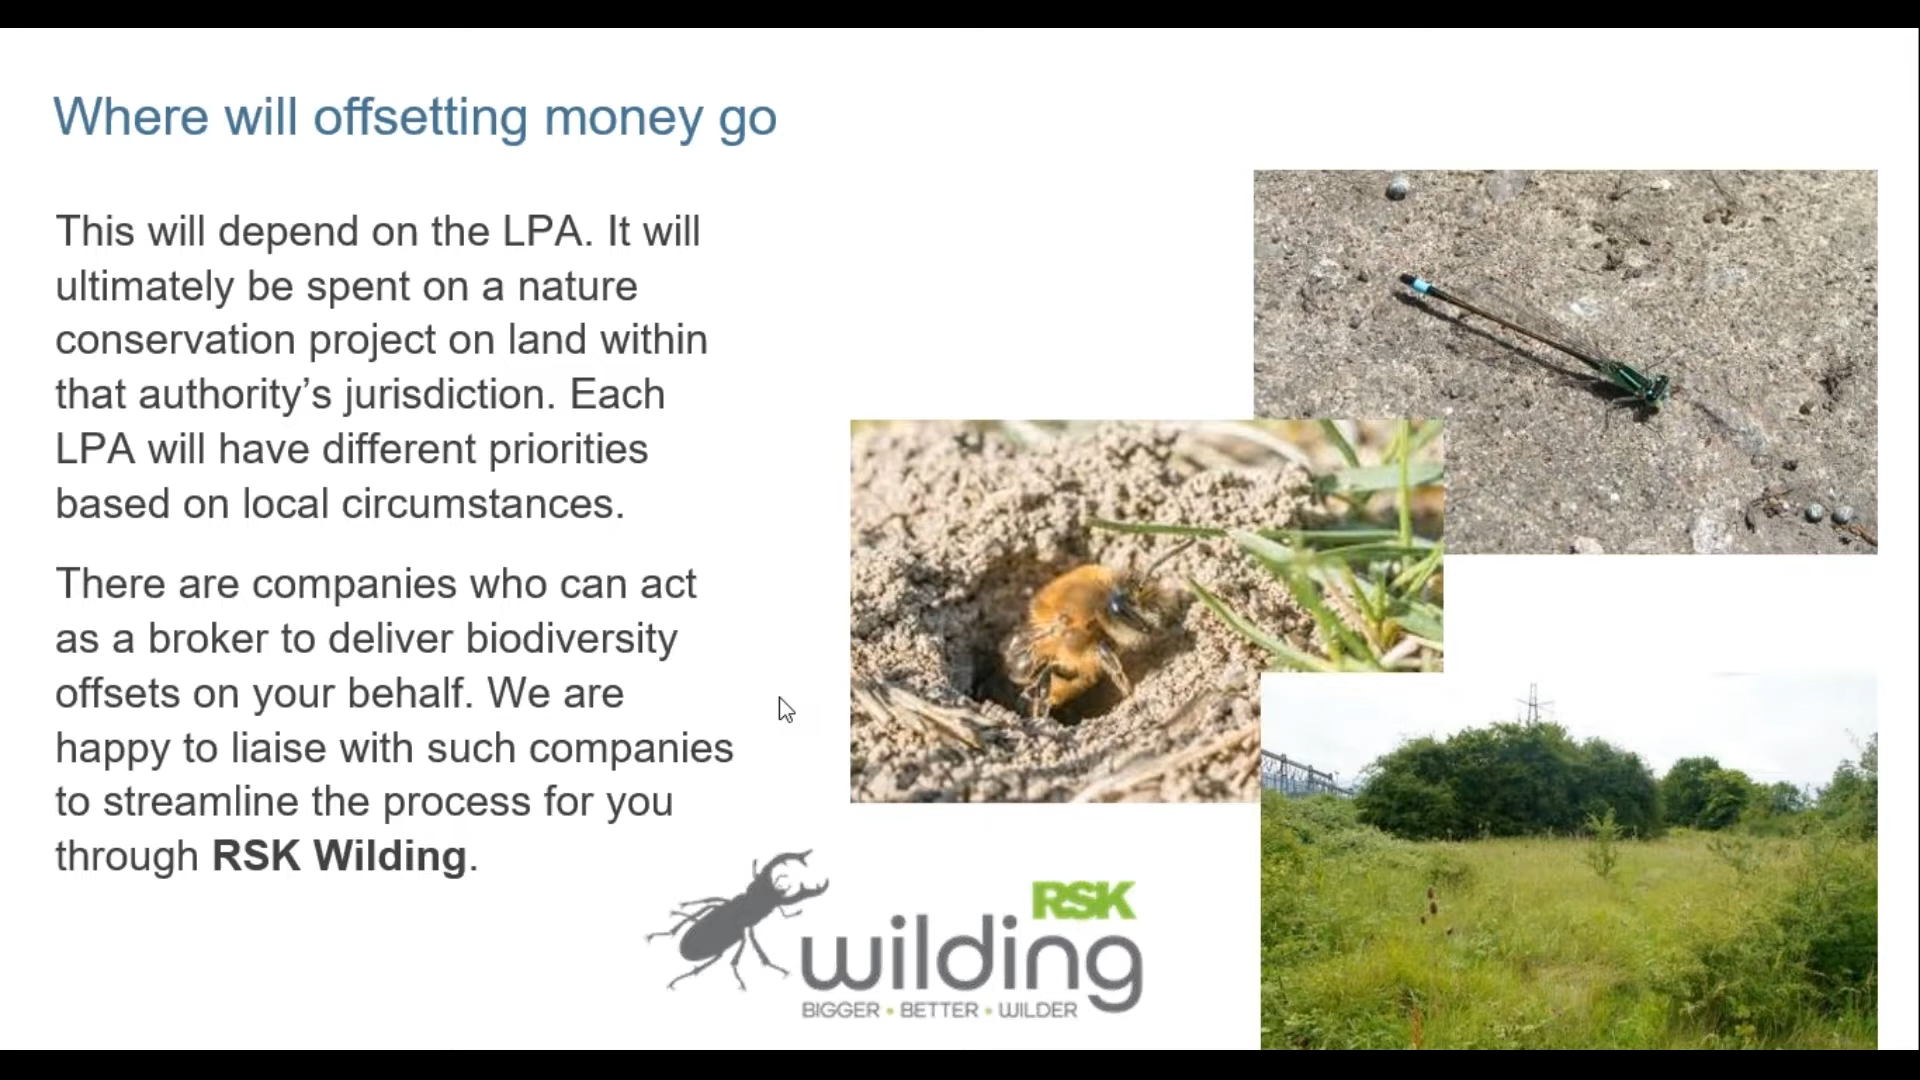 Where will offsetting money go
This will depend on the LPA. It will
ultimately be spent on a nature
conservation project on land within
that authority’s jurisdiction. Each
LPA will have different priorities
based on local circumstances.
There are companies who can act
as a broker to deliver biodiversity
offsets on your behalf. We are
happy to liaise with such companies
to streamline the process for you
through RSK Wilding.
RSK
wilding
BIGGER • BETTER • WILDER